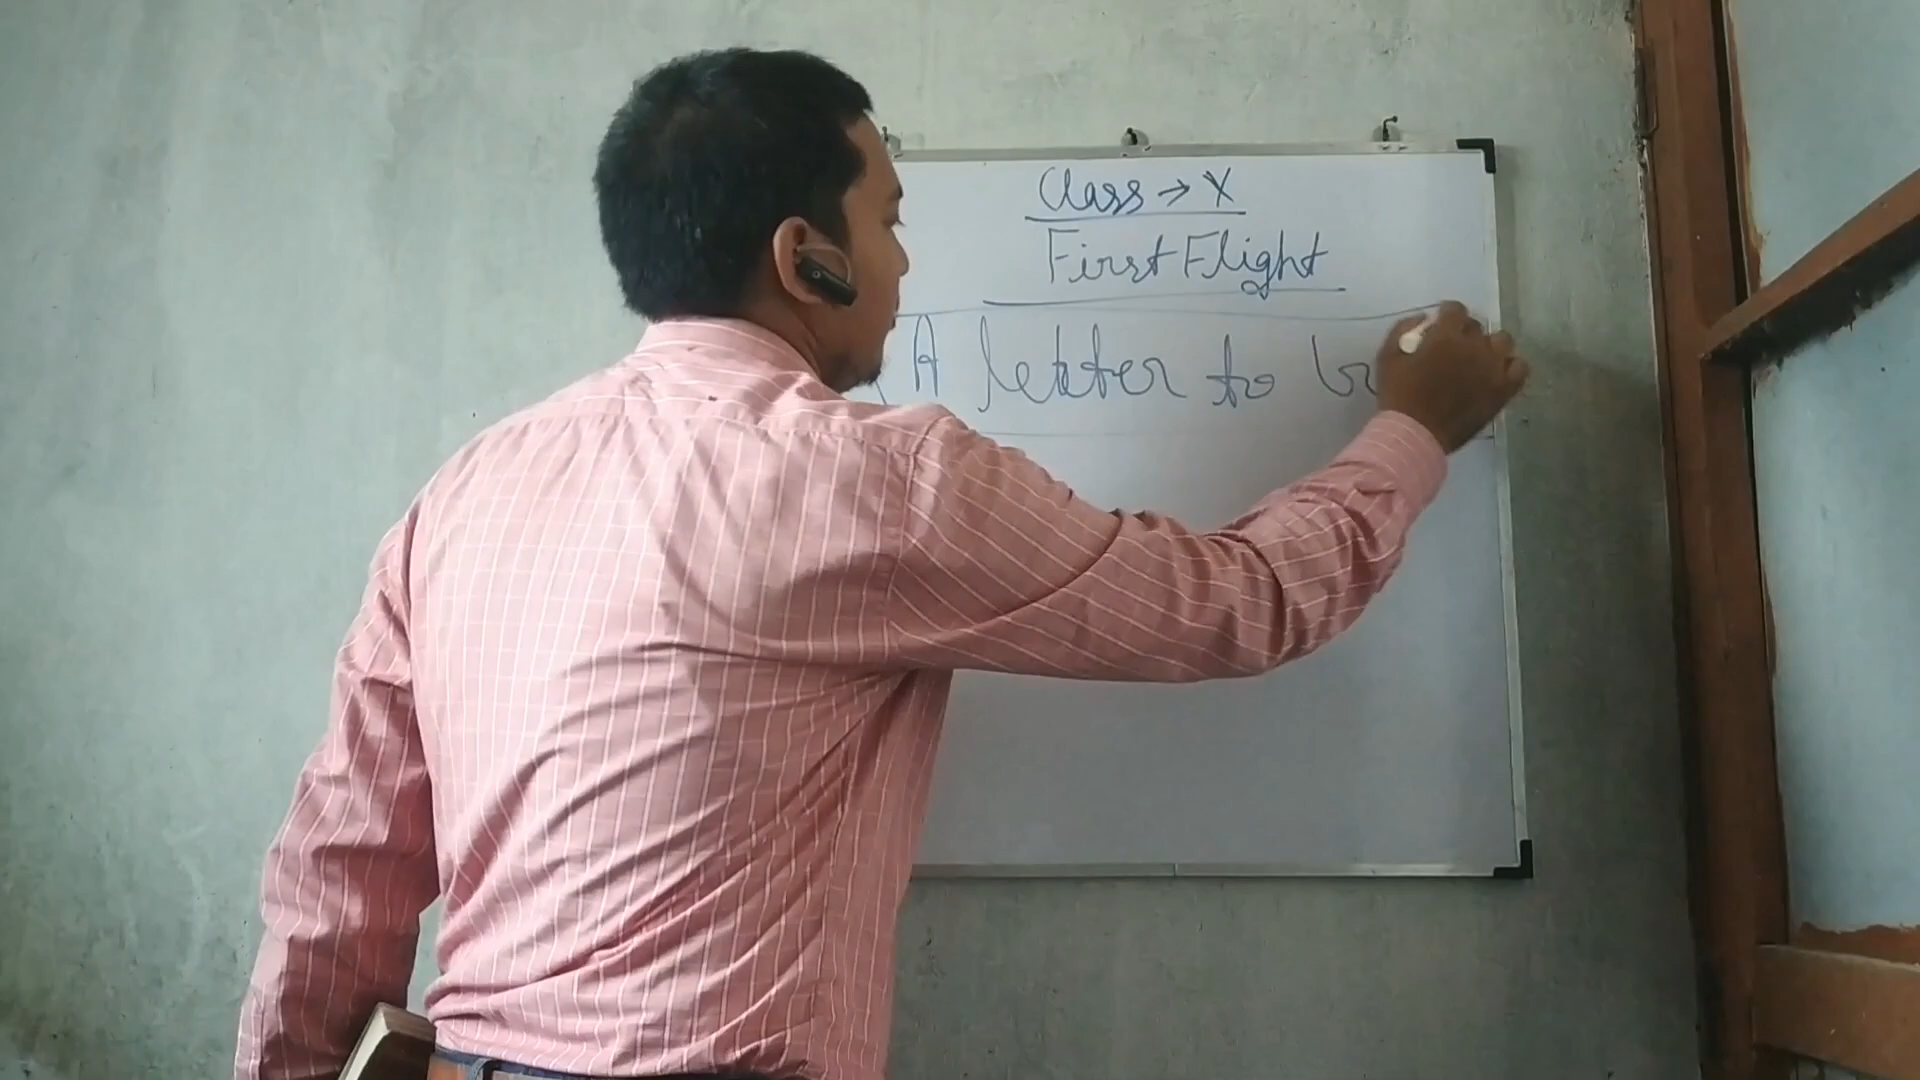 Class → X
First Flight
A letter to